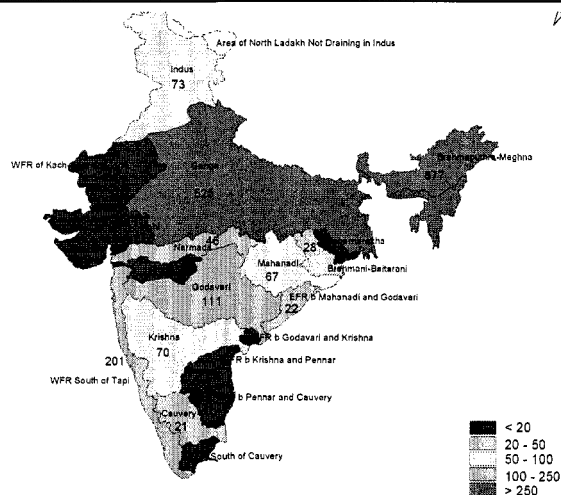 Area of North Ladakh Not Draining in Indus
Indus
73
WFR of Kach
Ganga
525
Brahmaputra-Meghna
677
28
46
Narmada
Mahanadi
67
Brahmani-Baitarani
Godavari
111
EFR b Mahanadi and Godavari
22
FR b Godavari and Krishna
Krishna
70
R b Krishna and Pennar
201
WFR South of Tapi
b Pennar and Cauvery
Cauvery
21
South of Cauvery
< 20
20 - 50
50 - 100
100 - 250
> 250